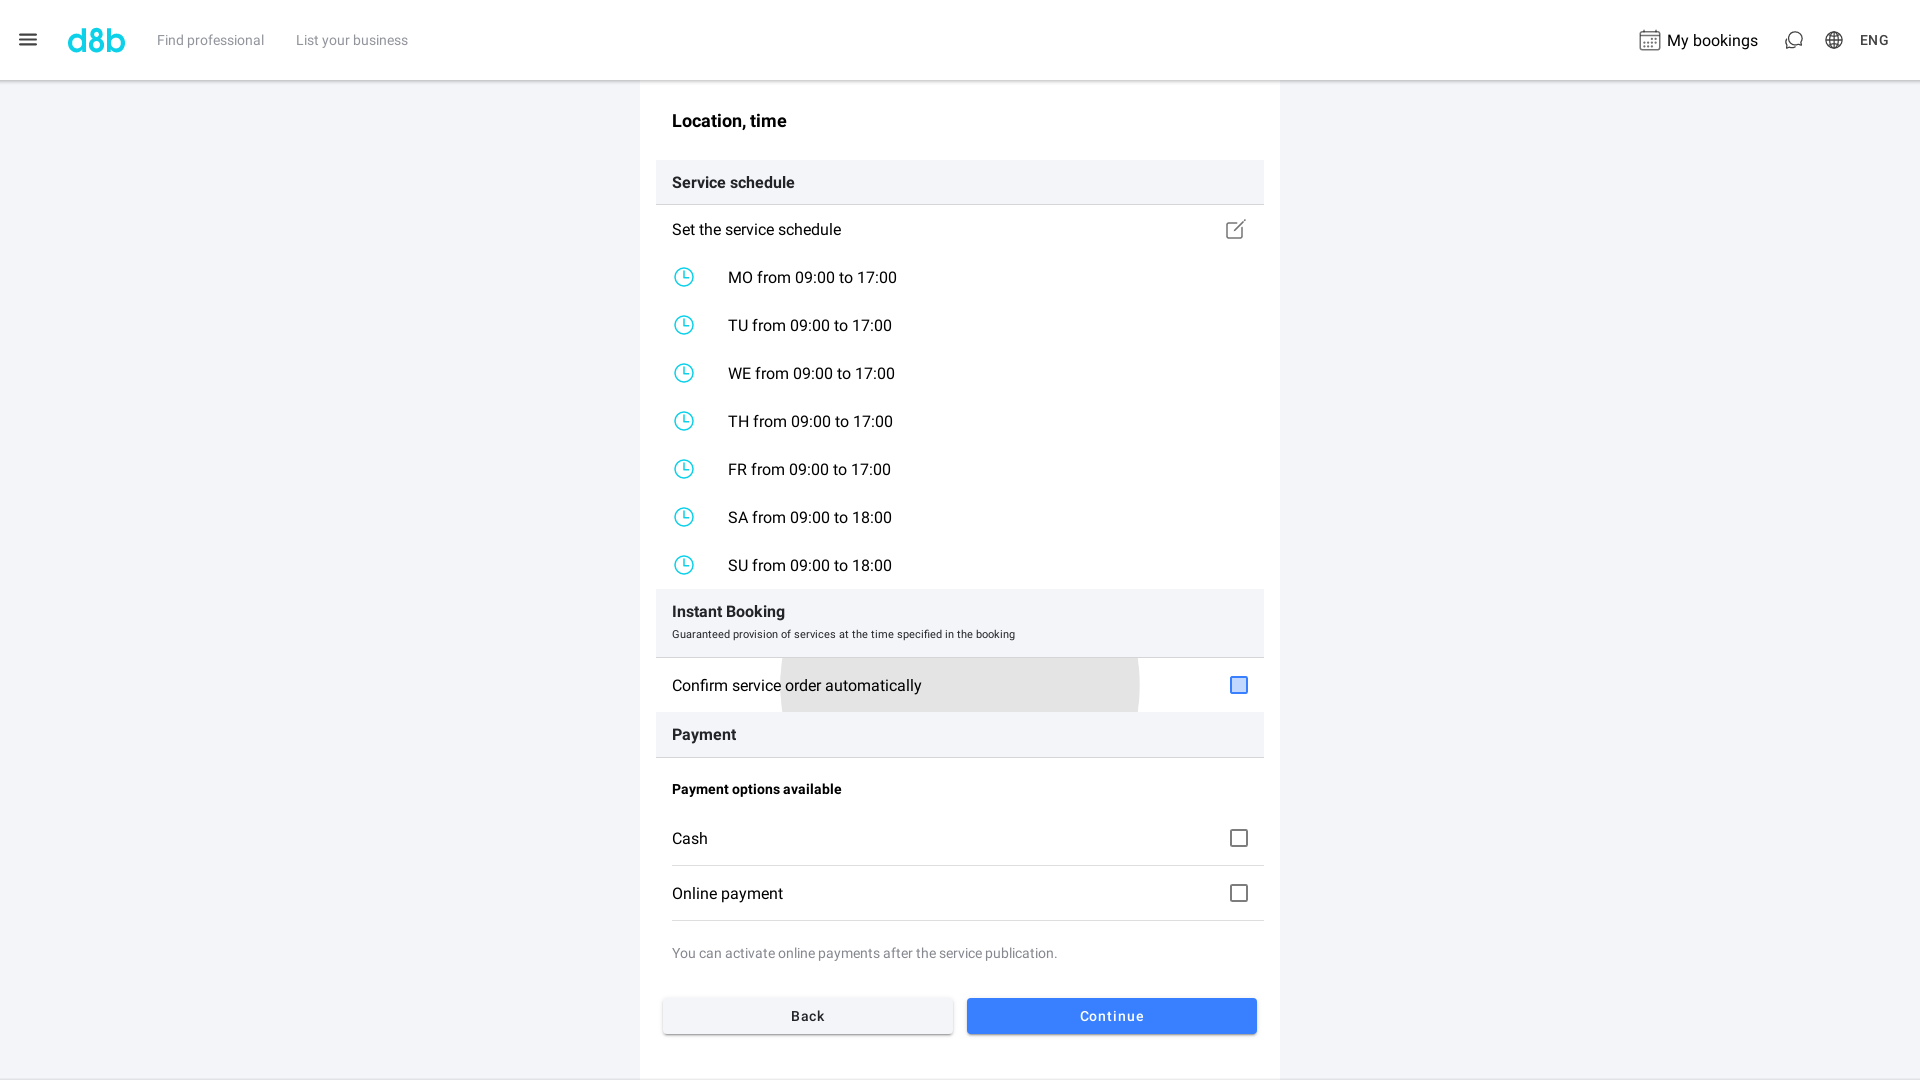 d8b
Find professional
List your business
My bookings
ENG
Location, time
Service schedule
Set the service schedule
MO from 09:00 to 17:00
TU from 09:00 to 17:00
WE from 09:00 to 17:00
TH from 09:00 to 17:00
FR from 09:00 to 17:00
SA from 09:00 to 18:00
SU from 09:00 to 18:00
Instant Booking
Guaranteed provision of services at the time specified in the booking
Confirm service order automatically
Payment
Payment options available
Cash
Online payment
You can activate online payments after the service publication.
Back
Continue